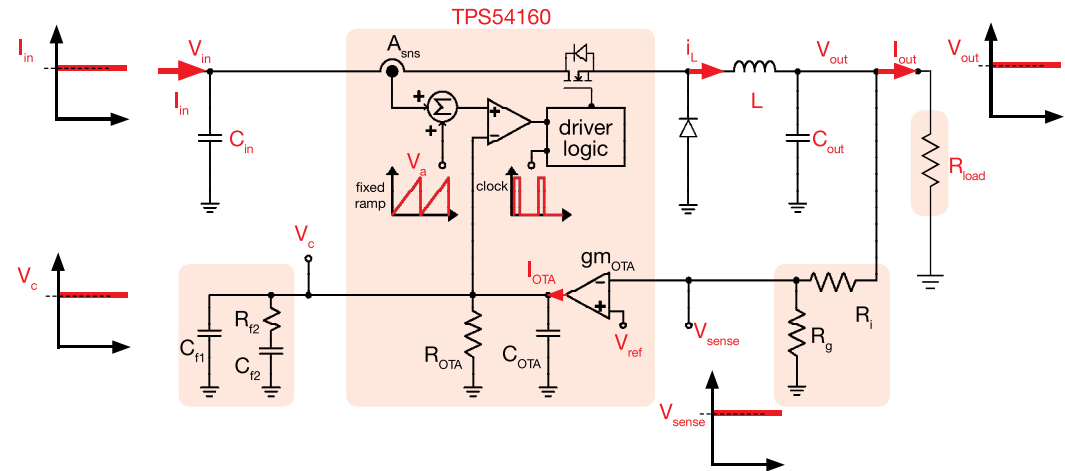 TPS54160
Iin
Vin
Iin
Cin
Asns
+
+
Σ
+
−
driver
logic
Va
fixed
ramp
clock
iL
L
Vout
Iout
Cout
Rload
Vout
Vc
Vc
Rf2
Cf1
Cf2
IOTA
gmOTA
−
+
Vref
ROTA
COTA
Vsense
Ri
Rg
Vsense